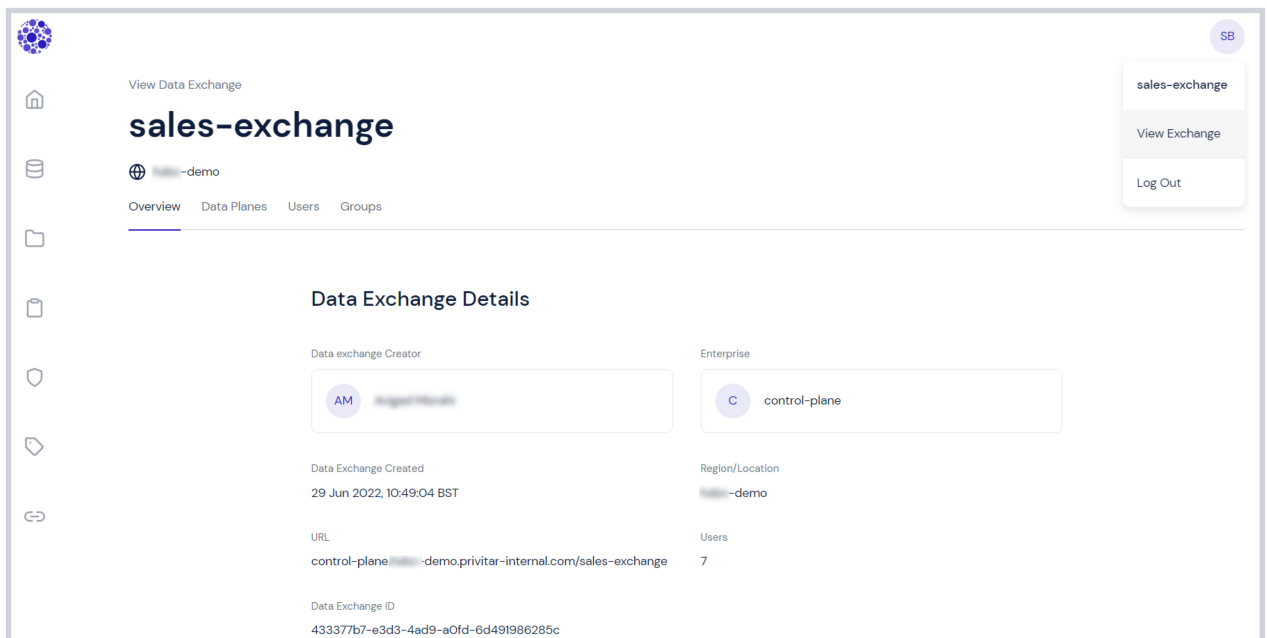 SB
View Data Exchange
sales-exchange
sales-exchange
View Exchange
Log Out
-demo
Overview Data Planes Users Groups
Data Exchange Details
Data exchange Creator Enterprise
AM C control-plane
Data Exchange Created Region/Location
29 Jun 2022, 10:49:04 BST -demo
URL Users
control-plane. -demo.privitar-internal.com/sales-exchange 7
Data Exchange ID
433377b7-e3d3-4ad9-a0fd-6d491986285c